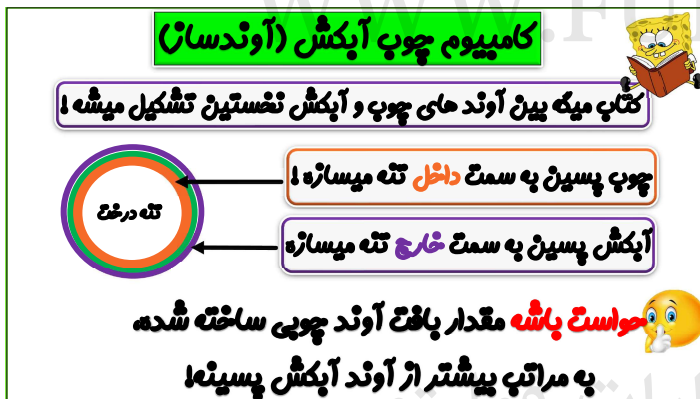 کامبیوم چوب آبکش (آوندساز)
کتاب میگه بین آوند های چوب و آبکش نخستین تشکیل میشه !
چوب پسین به سمت داخل تنه میسازه !
تنه درخت
آبکش پسین به سمت خارج تنه میسازه
حواست باشه مقدار بافت آوند چوبی ساخته شده،
به مراتب بیشتر از آوند آبکش پسینه!